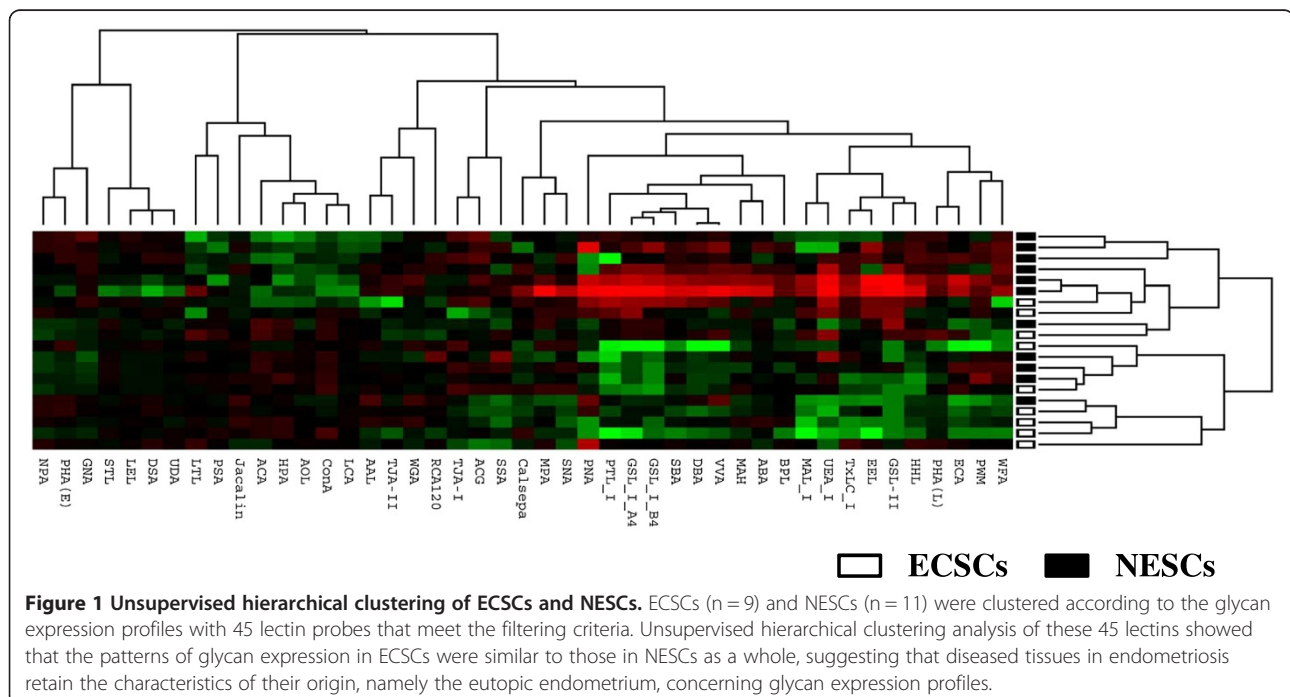 NPA
PHA(E)
GNA
STL
LEL
DSA
UDA
LTL
PSA
Jacalin
ACA
HPA
AOL
ConA
LCA
AAL
TJA-II
WGA
RCA120
TJA-I
ACG
SSA
Calsepa
MPA
SNA
PNA
PTL_I
GSL_I_A4
GSL_I_B4
SBA
DBA
VVA
MAH
ABA
BPL
MAL_I
UEA_I
TxLC_I
EEL
GSL-II
HHL
PHA(L)
ECA
PWM
WFA
ECSCs NESCs
Figure 1 Unsupervised hierarchical clustering of ECSCs and NESCs. ECSCs (n = 9) and NESCs (n = 11) were clustered according to the glycan
expression profiles with 45 lectin probes that meet the filtering criteria. Unsupervised hierarchical clustering analysis of these 45 lectins showed
that the patterns of glycan expression in ECSCs were similar to those in NESCs as a whole, suggesting that diseased tissues in endometriosis
retain the characteristics of their origin, namely the eutopic endometrium, concerning glycan expression profiles.